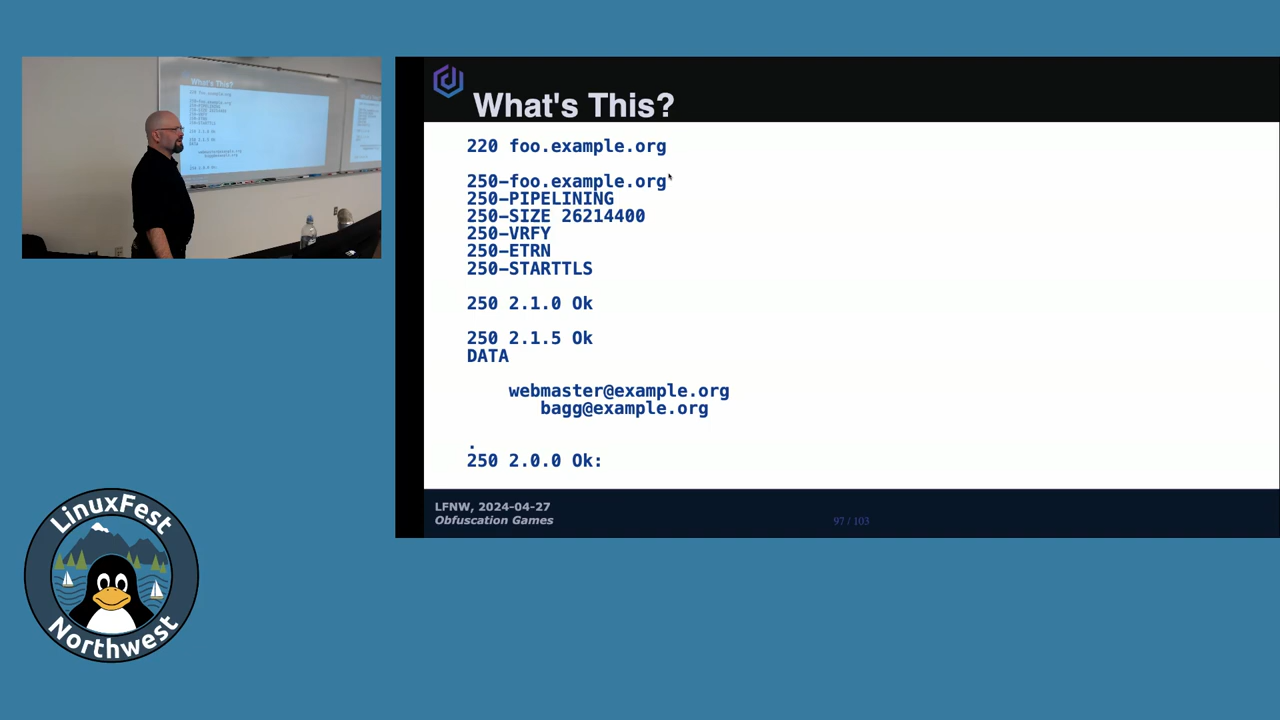 What's This?
220 foo.example.org
250-foo.example.org
250-PIPELINING
250-SIZE 26214400
250-VRFY
250-ETRN
250-STARTTLS
250 2.1.0 Ok
250 2.1.5 Ok
DATA
webmaster@example.org
bagg@example.org
.
250 2.0.0 Ok:
LFNW, 2024-04-27
Obfuscation Games
97 / 103
LinuxFest
Northwest
What's This?